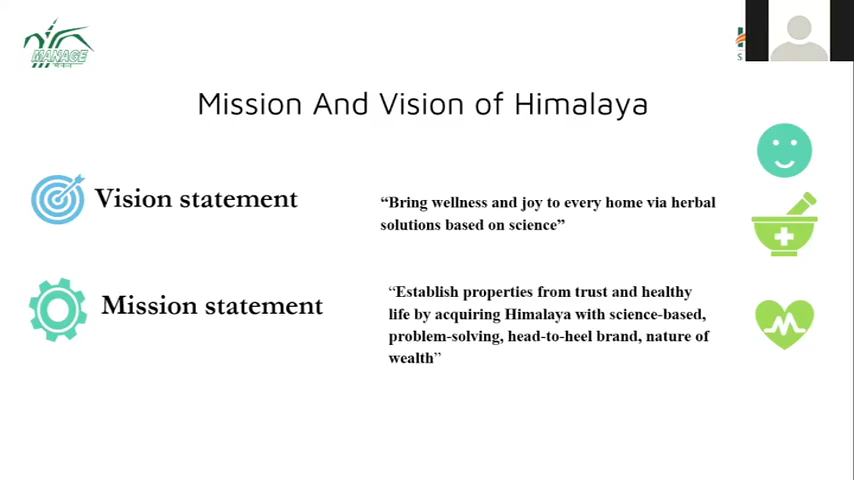 MANAGE
Mission And Vision of Himalaya
Vision statement
“Bring wellness and joy to every home via herbal
solutions based on science”
Mission statement
“Establish properties from trust and healthy
life by acquiring Himalaya with science-based,
problem-solving, head-to-heel brand, nature of
wealth”